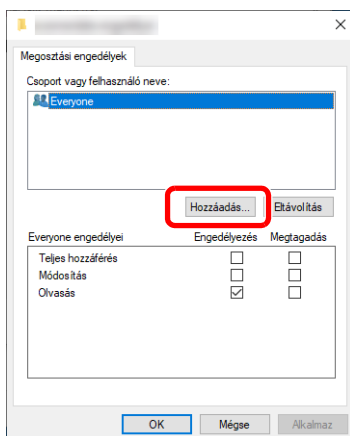 Megosztási engedélyek
Csoport vagy felhasználó neve:
Everyone
Hozzáadás... Eltávolítás
Everyone engedélyei Engedélyezés Megtagadás
Teljes hozzáférés
Módosítás
Olvasás
OK Mégse Alkalmaz